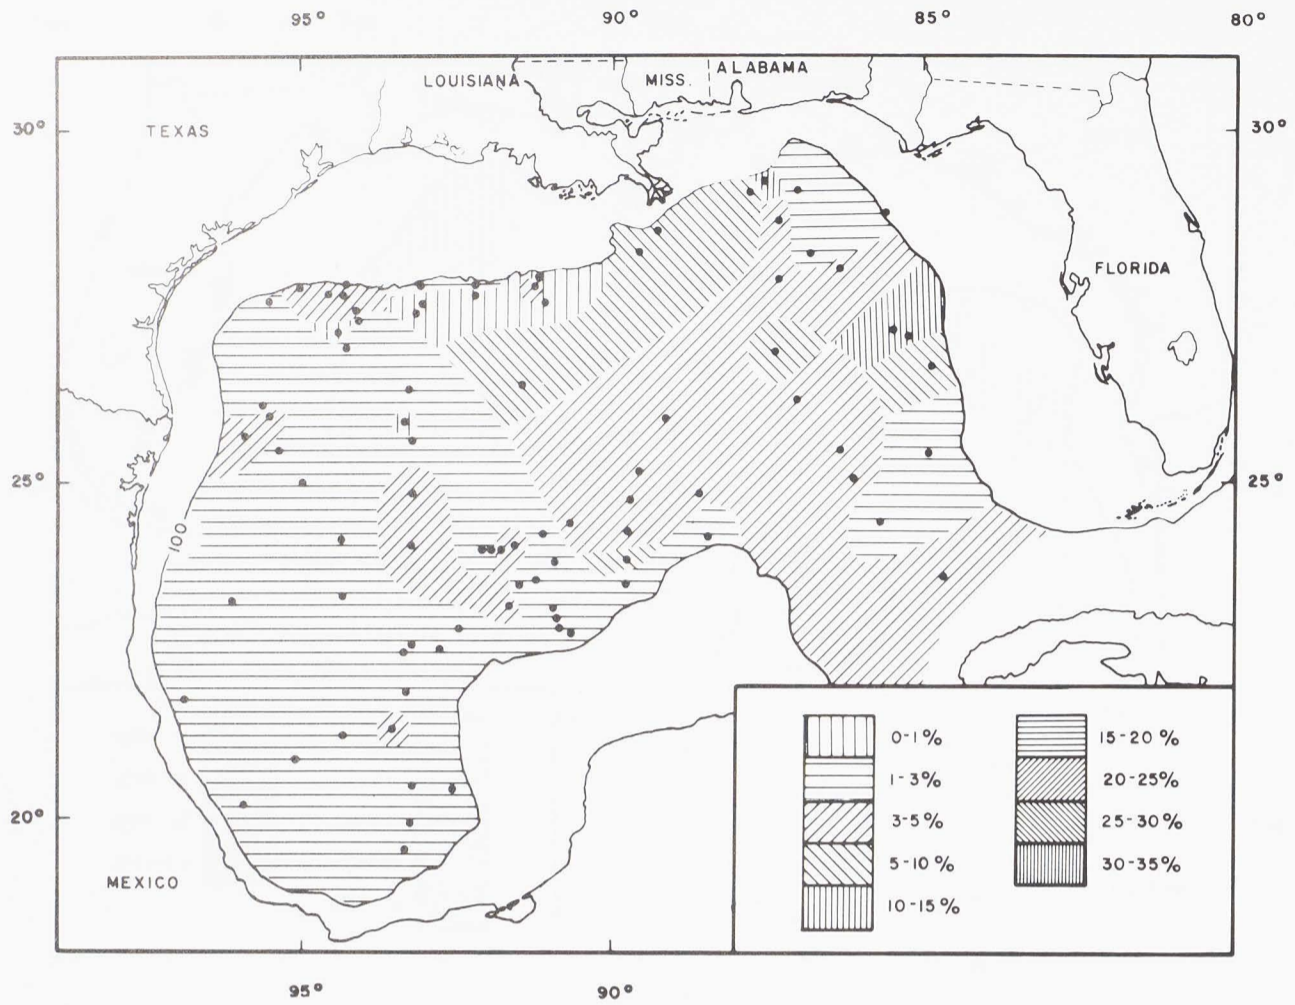 95° 90° 85° 80°
LOUISIANA MISS. ALABAMA
30° TEXAS 30°
FLORIDA
25° 25°
100
0-1% 15-20%
1-3% 20-25%
3-5% 25-30%
5-10% 30-35%
10-15%
20°
MEXICO
95° 90°